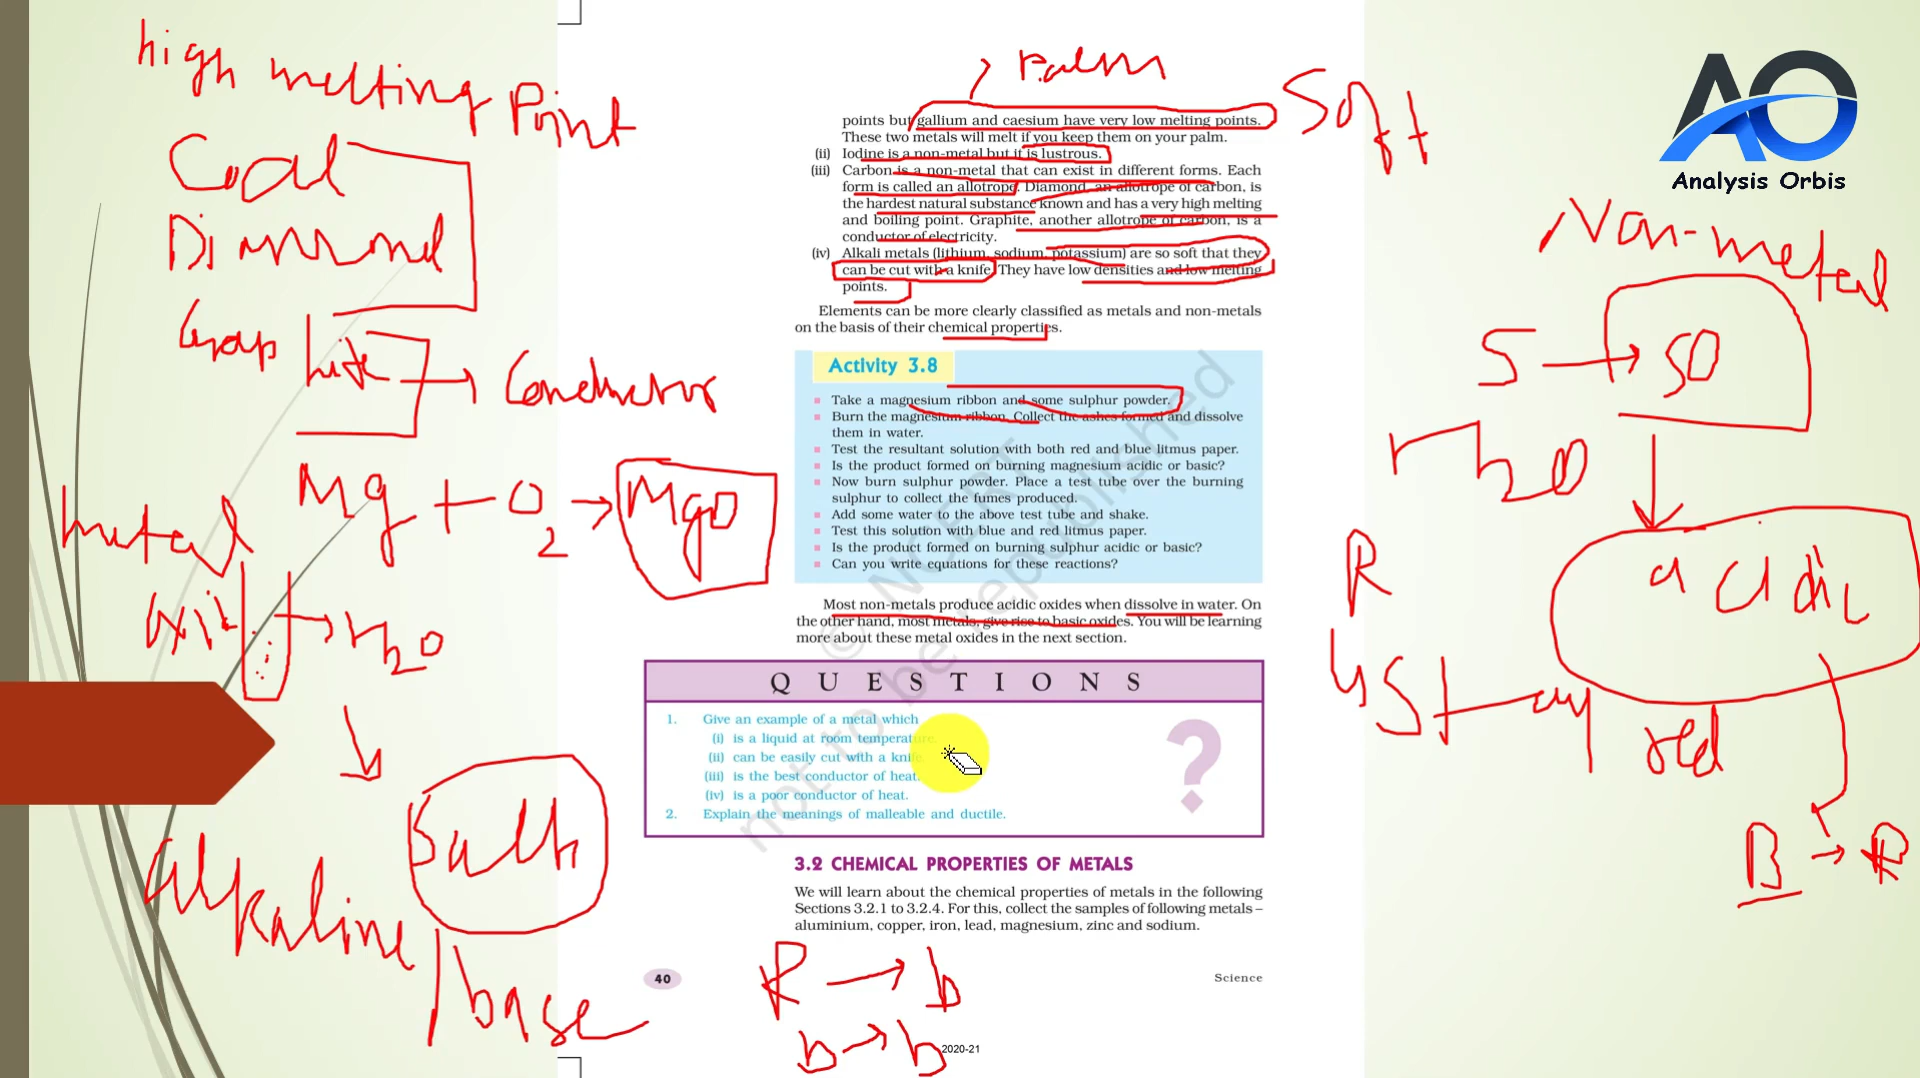 high melting Point
Coal
Diamond
Graphite → Conductor
Mg + O2 → MgO
metal
→ H2O
alkaline / base
Palm
Soft
points but gallium and caesium have very low melting points.
These two metals will melt if you keep them on your palm.
(ii) Iodine is a non-metal but it is lustrous.
(iii) Carbon is a non-metal that can exist in different forms. Each
form is called an allotrope. Diamond, an allotrope of carbon, is
the hardest natural substance known and has a very high melting
and boiling point. Graphite, another allotrope of carbon, is a
conductor of electricity.
(iv) Alkali metals (lithium, sodium, potassium) are so soft that they
can be cut with a knife. They have low densities and low melting
points.
Elements can be more clearly classified as metals and non-metals
on the basis of their chemical properties.
Activity 3.8
Take a magnesium ribbon and some sulphur powder.
Burn the magnesium ribbon. Collect the ashes formed and dissolve
them in water.
Test the resultant solution with both red and blue litmus paper.
Is the product formed on burning magnesium acidic or basic?
Now burn sulphur powder. Place a test tube over the burning
sulphur to collect the fumes produced.
Add some water to the above test tube and shake.
Test this solution with blue and red litmus paper.
Is the product formed on burning sulphur acidic or basic?
Can you write equations for these reactions?
Most non-metals produce acidic oxides when dissolve in water. On
the other hand, most metals, give rise to basic oxides. You will be learning
more about these metal oxides in the next section.
QUESTIONS
1. Give an example of a metal which
(i) is a liquid at room temperature.
(ii) can be easily cut with a knife.
(iii) is the best conductor of heat.
(iv) is a poor conductor of heat.
2. Explain the meanings of malleable and ductile.
?
3.2 CHEMICAL PROPERTIES OF METALS
We will learn about the chemical properties of metals in the following
Sections 3.2.1 to 3.2.4. For this, collect the samples of following metals –
aluminium, copper, iron, lead, magnesium, zinc and sodium.
40
Science
R → b
b → b
2020-21
© NCERT
not to be republished
AO
Analysis Orbis
Non-metal
S → SO
H2O
acidic
R
red
B → R